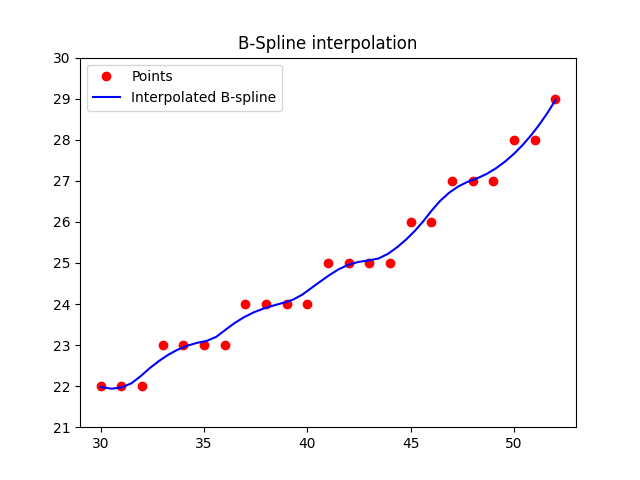 B-Spline interpolation
Points
Interpolated B-spline
30
29
28
27
26
25
24
23
22
21
30 35 40 45 50